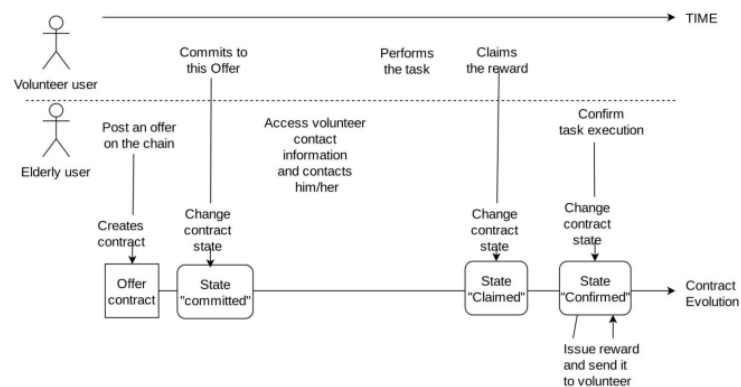 TIME
Volunteer user
Commits to
this Offer
Performs
the task
Claims
the reward
Elderly user
Post an offer
on the chain
Access volunteer
contact
information
and contacts
him/her
Confirm
task execution
Creates
contract
Change
contract
state
Change
contract
state
Change
contract
state
Offer
contract
State
"committed"
State
"Claimed"
State
"Confirmed"
Contract
Evolution
Issue reward
and send it
to volunteer